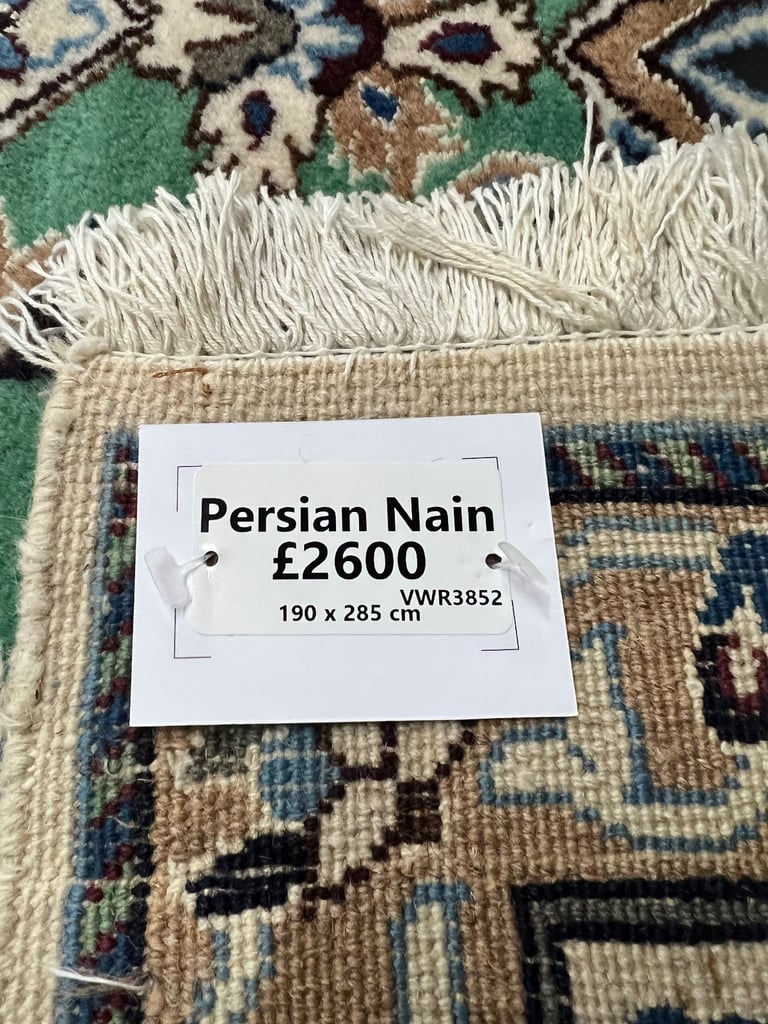 Persian Nain
£2600
VWR3852
190 x 285 cm